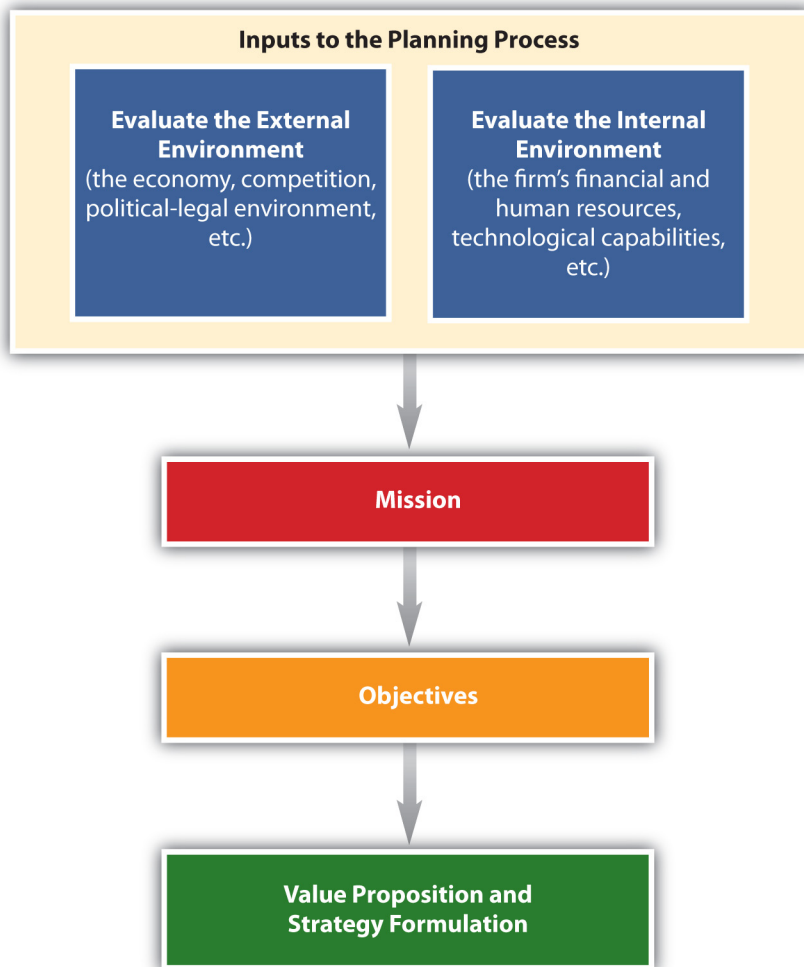 Inputs to the Planning Process
Evaluate the External
Environment
(the economy, competition,
political-legal environment,
etc.)
Evaluate the Internal
Environment
(the firm’s financial and
human resources,
technological capabilities,
etc.)
Mission
Objectives
Value Proposition and
Strategy Formulation